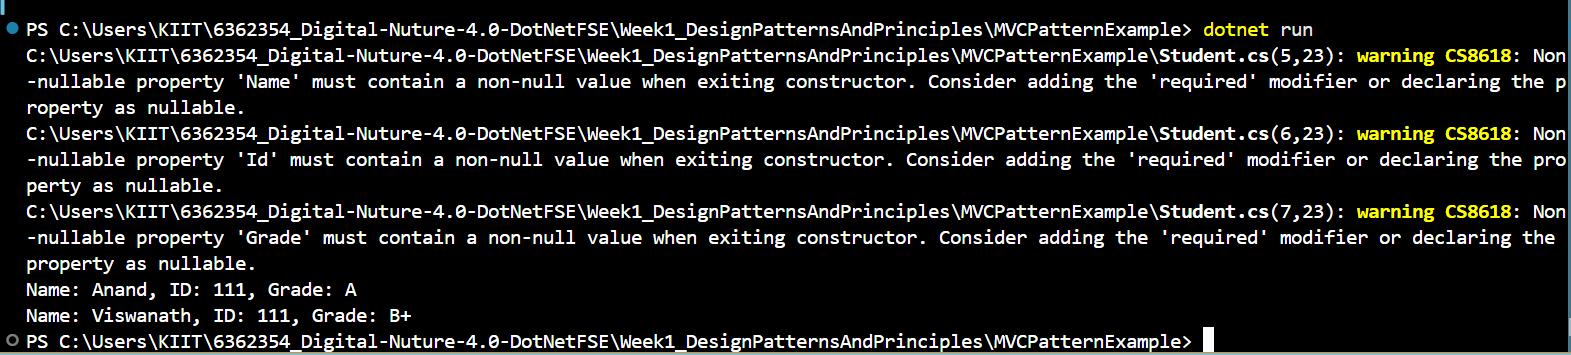 PS C:\Users\KIIT\6362354_Digital-Nuture-4.0-DotNetFSE\Week1_DesignPatternsAndPrinciples\MVCPatternExample> dotnet run
C:\Users\KIIT\6362354_Digital-Nuture-4.0-DotNetFSE\Week1_DesignPatternsAndPrinciples\MVCPatternExample\Student.cs(5,23): warning CS8618: Non
-nullable property 'Name' must contain a non-null value when exiting constructor. Consider adding the 'required' modifier or declaring the p
roperty as nullable.
C:\Users\KIIT\6362354_Digital-Nuture-4.0-DotNetFSE\Week1_DesignPatternsAndPrinciples\MVCPatternExample\Student.cs(6,23): warning CS8618: Non
-nullable property 'Id' must contain a non-null value when exiting constructor. Consider adding the 'required' modifier or declaring the pro
perty as nullable.
C:\Users\KIIT\6362354_Digital-Nuture-4.0-DotNetFSE\Week1_DesignPatternsAndPrinciples\MVCPatternExample\Student.cs(7,23): warning CS8618: Non
-nullable property 'Grade' must contain a non-null value when exiting constructor. Consider adding the 'required' modifier or declaring the
property as nullable.
Name: Anand, ID: 111, Grade: A
Name: Viswanath, ID: 111, Grade: B+
PS C:\Users\KIIT\6362354_Digital-Nuture-4.0-DotNetFSE\Week1_DesignPatternsAndPrinciples\MVCPatternExample>